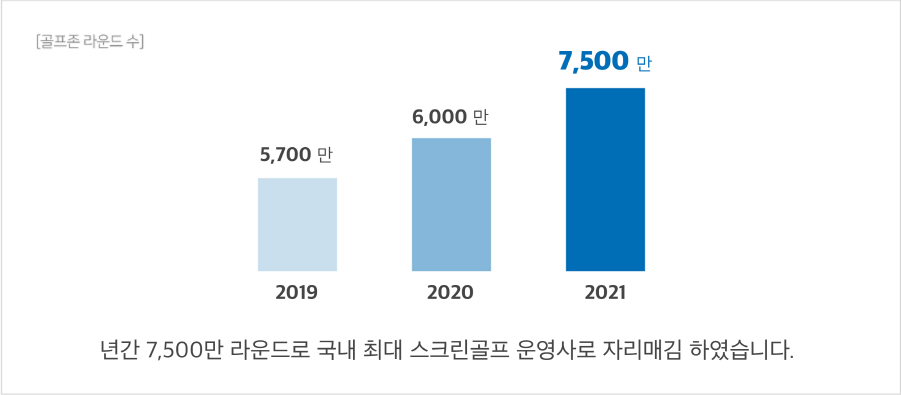 [골프존 라운드 수]
7,500 만
6,000 만
5,700 만
2019 2020 2021
년간 7,500만 라운드로 국내 최대 스크린골프 운영사로 자리매김 하였습니다.